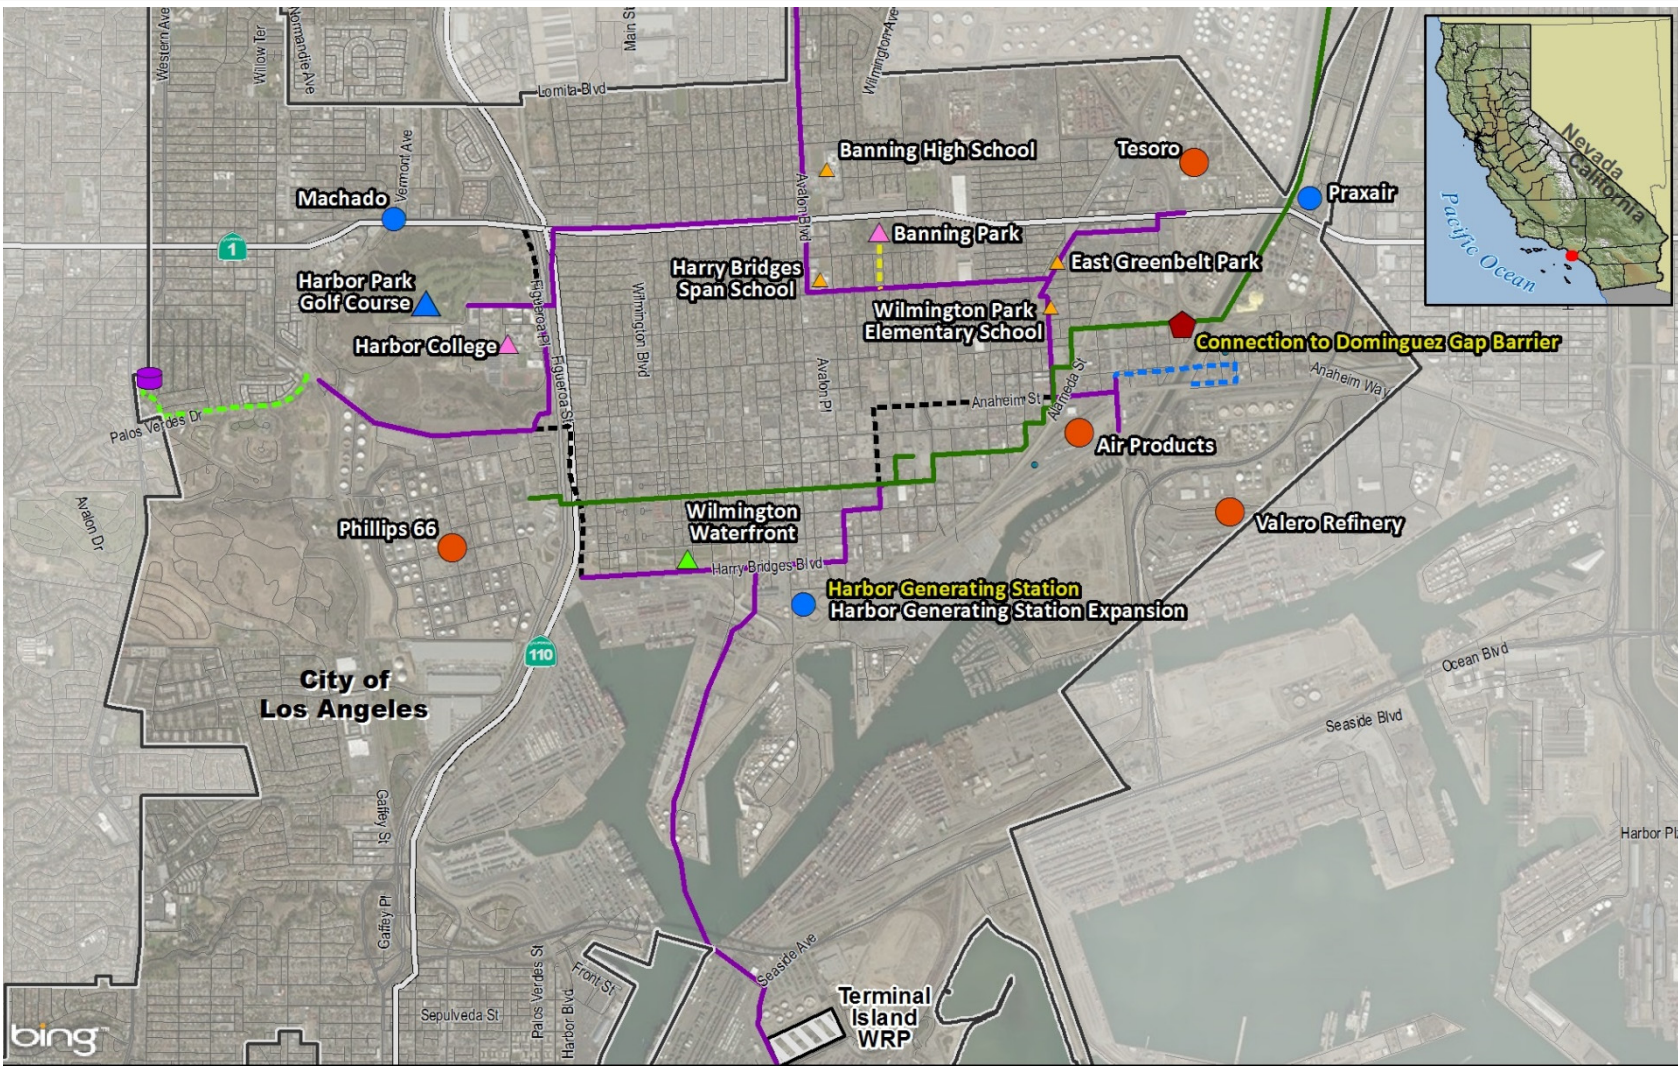 Western Ave
Willow Ter
Normandie Ave
Main St
Wilmington Ave
Lomita Blvd
Vermont Ave
Machado
1
Harbor Park
Golf Course
Harbor College
Figueroa Pl
Figueroa St
Wilmington Blvd
Banning High School
Avalon Blvd
Tesoro
Praxair
Banning Park
Harry Bridges
Span School
East Greenbelt Park
Wilmington Park
Elementary School
Connection to Dominguez Gap Barrier
Avalon Pl
Anaheim St
Alameda St
Anaheim Way
Palos Verdes Dr
Avalon Dr
Air Products
Phillips 66
Wilmington
Waterfront
Valero Refinery
Harry Bridges Blvd
Harbor Generating Station
Harbor Generating Station Expansion
110
City of
Los Angeles
Ocean Blvd
Seaside Blvd
Gaffey St
Harbor Pl
Gaffey Pl
Seaside Ave
Front St
Palos Verdes St
Harbor Blvd
Sepulveda St
Terminal
Island
WRP
bing
Nevada
California
Pacific Ocean